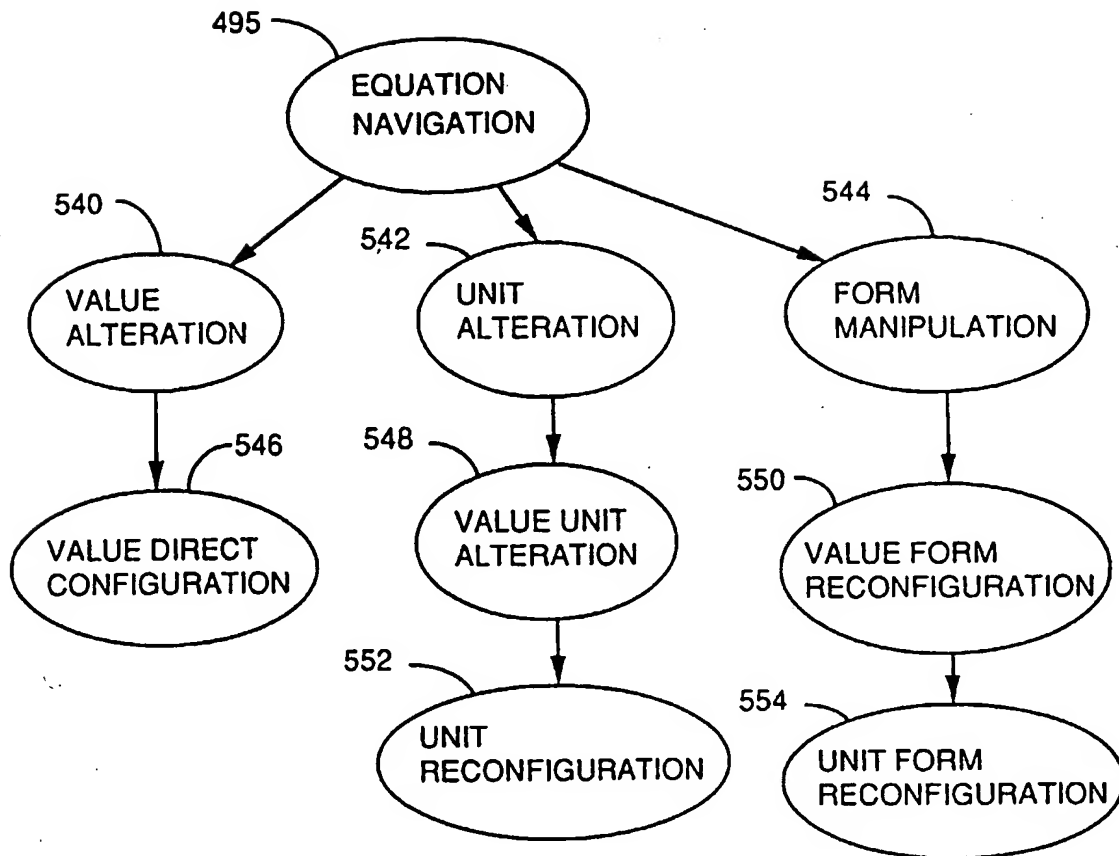 495
EQUATION
NAVIGATION
540
VALUE
ALTERATION
542
UNIT
ALTERATION
544
FORM
MANIPULATION
546
VALUE DIRECT
CONFIGURATION
548
VALUE UNIT
ALTERATION
550
VALUE FORM
RECONFIGURATION
552
UNIT
RECONFIGURATION
554
UNIT FORM
RECONFIGURATION